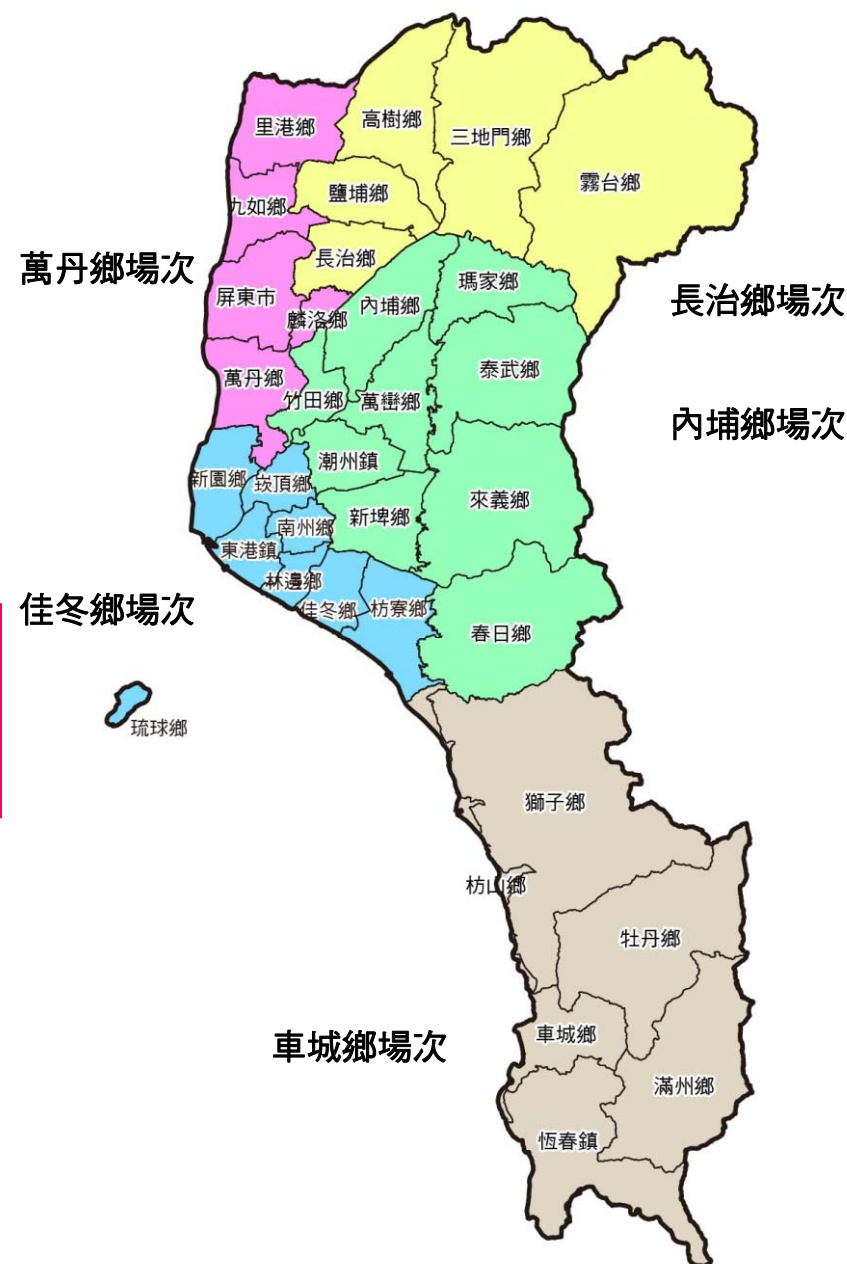 高樹鄉
里港鄉
三地門鄉
霧台鄉
鹽埔鄉
九如鄉
長治鄉
萬丹鄉場次
瑪家鄉
屏東市
內埔鄉
長治鄉場次
麟洛鄉
泰武鄉
萬丹鄉
竹田鄉
萬巒鄉
內埔鄉場次
潮州鎮
新園鄉
崁頂鄉
來義鄉
新埤鄉
南州鄉
東港鎮
林邊鄉
佳冬鄉場次
佳冬鄉
枋寮鄉
春日鄉
琉球鄉
獅子鄉
枋山鄉
牡丹鄉
車城鄉場次
車城鄉
滿州鄉
恆春鎮